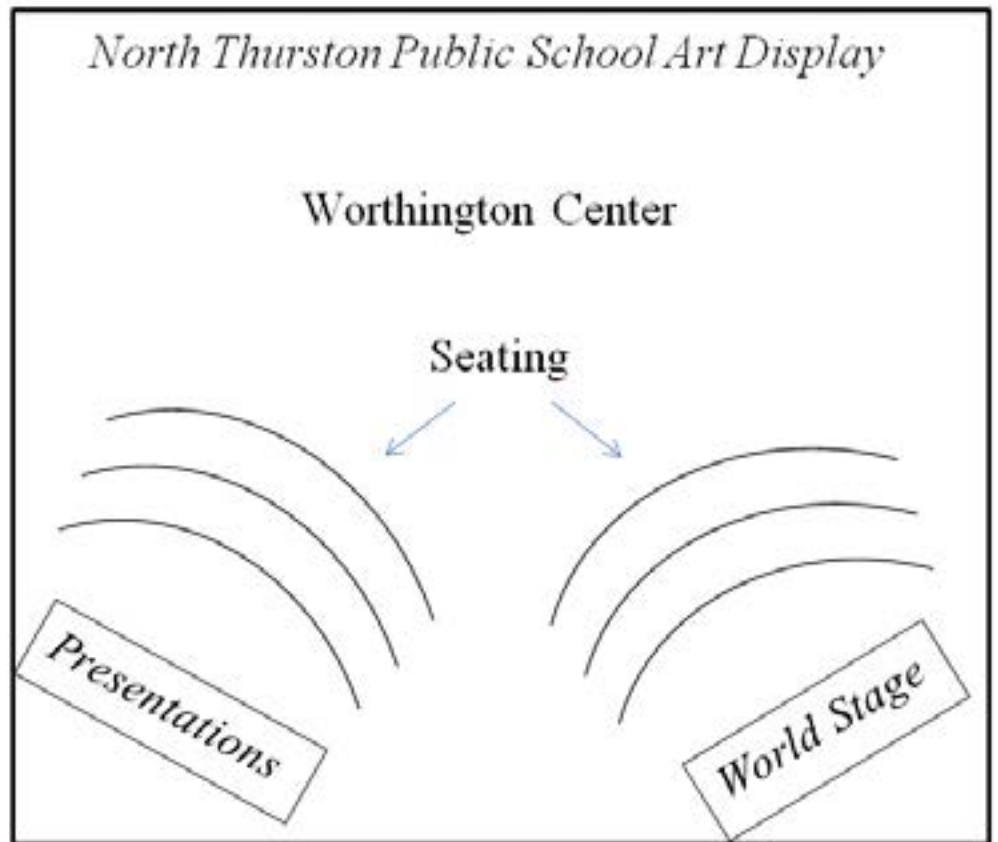 North Thurston Public School Art Display
Worthington Center
Seating
Presentations
World Stage